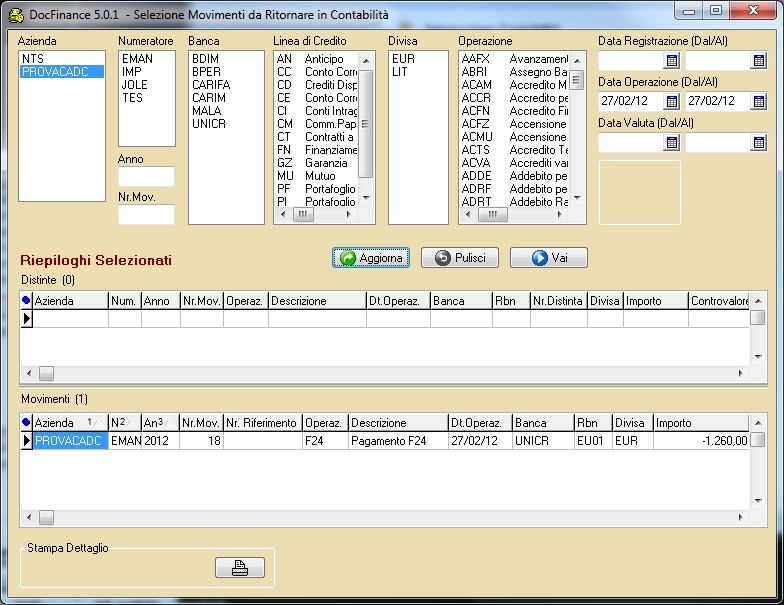 DocFinance 5.0.1 - Selezione Movimenti da Ritornare in Contabilità
Azienda
NTS
PROVACADC
Numeratore
EMAN
IMP
JOLE
TES
Anno
Nr.Mov.
Banca
BDIM
BPER
CARIFA
CARIM
MALA
UNICR
Linea di Credito
AN Anticipo
CC Conto Corre
CD Crediti Disp
CE Conto Corre
CI Conti Intrag
CM Comm.Pap
CT Contratti a
FN Finanziame
GZ Garanzia
MU Mutuo
PF Portafoglio
PI Portafoglio
Divisa
EUR
LIT
Operazione
AAFX Avanzament
ABRI Assegno Ba
ACAM Accredito M
ACCR Accredito pe
ACFN Accredito Fi
ACFZ Accensione
ACMU Accensione
ACTS Accredito Te
ACVA Accrediti var
ADDE Addebito pe
ADRF Addebito pe
ADRT Addebito Ra
Data Registrazione (Dal/Al)
Data Operazione (Dal/Al)
27/02/12 27/02/12
Data Valuta (Dal/Al)
Riepiloghi Selezionati
Aggiorna Pulisci Vai
Distinte (0)
Azienda Num. Anno Nr.Mov. Operaz. Descrizione Dt.Operaz. Banca Rbn Nr.Distinta Divisa Importo Controvalore
Movimenti (1)
Azienda 1 N 2 An 3 Nr.Mov. Nr. Riferimento Operaz. Descrizione Dt.Operaz. Banca Rbn Divisa Importo
PROVACADC EMAN 2012 18 F24 Pagamento F24 27/02/12 UNICR EU01 EUR -1.260,00
Stampa Dettaglio